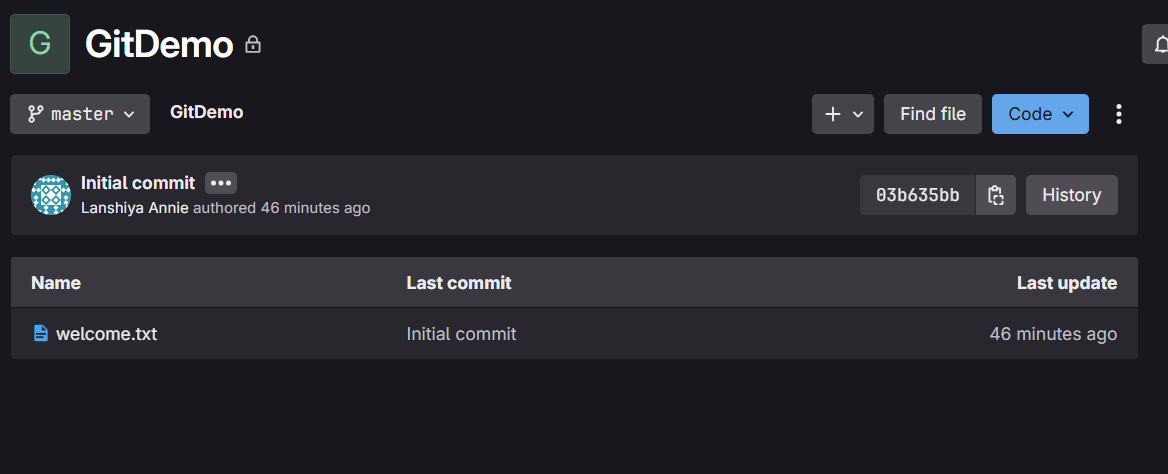 G GitDemo
master GitDemo Find file Code
Initial commit
Lanshiya Annie authored 46 minutes ago 03b635bb History
Name Last commit Last update
welcome.txt Initial commit 46 minutes ago